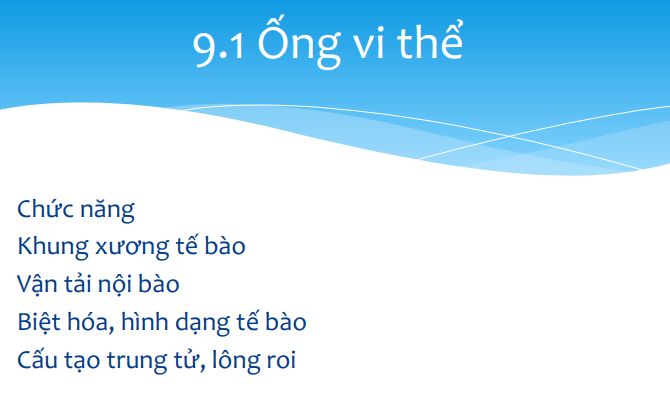 9.1 Ống vi thể
Chức năng
Khung xương tế bào
Vận tải nội bào
Biệt hóa, hình dạng tế bào
Cấu tạo trung tử, lông roi